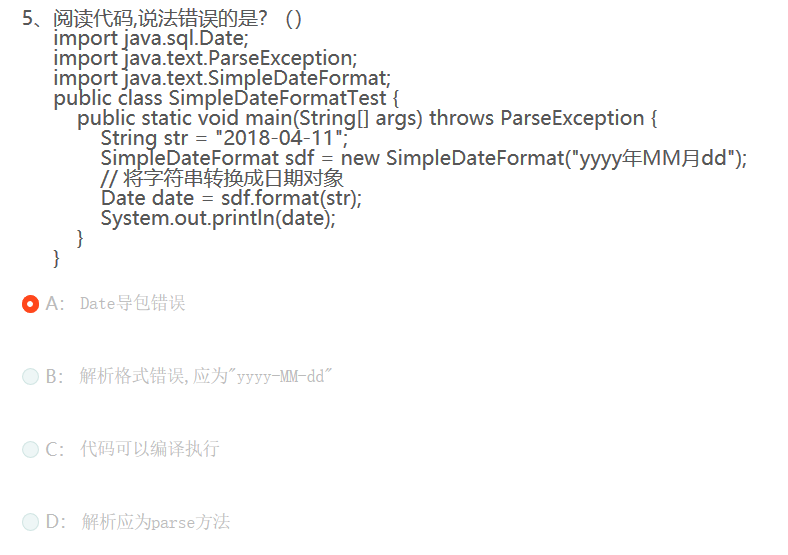 5、阅读代码,说法错误的是？（）
import java.sql.Date;
import java.text.ParseException;
import java.text.SimpleDateFormat;
public class SimpleDateFormatTest {
public static void main(String[] args) throws ParseException {
String str = "2018-04-11";
SimpleDateFormat sdf = new SimpleDateFormat("yyyy年MM月dd");
// 将字符串转换成日期对象
Date date = sdf.format(str);
System.out.println(date);
}
}
A： Date导包错误
B： 解析格式错误,应为"yyyy-MM-dd"
C： 代码可以编译执行
D： 解析应为parse方法